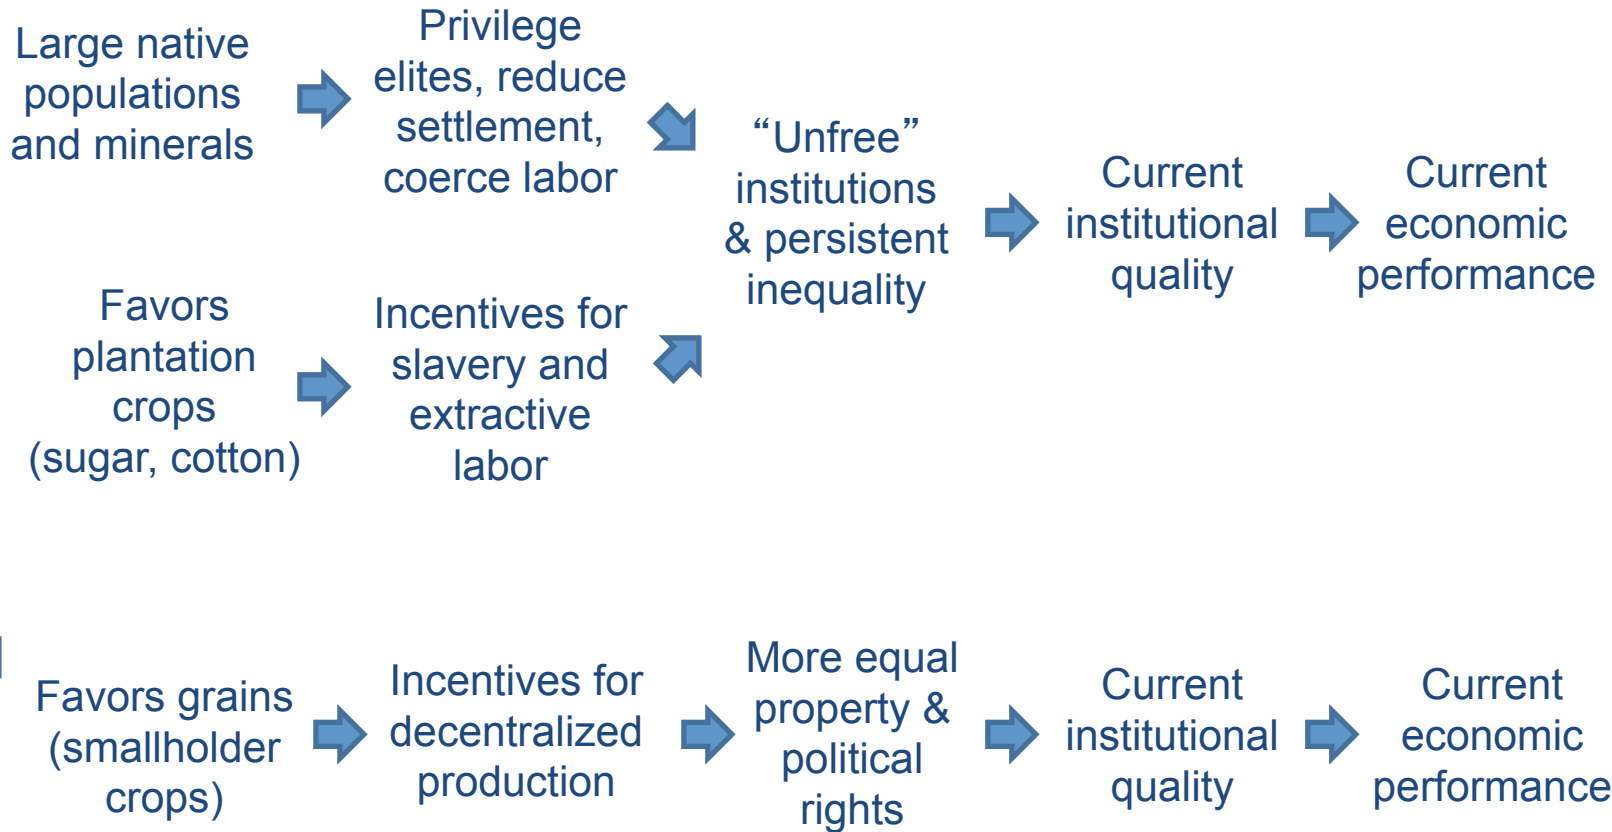 Large native
populations
and minerals
Privilege
elites, reduce
settlement,
coerce labor
“Unfree”
institutions
& persistent
inequality
Current
institutional
quality
Current
economic
performance
Favors
plantation
crops
(sugar, cotton)
Incentives for
slavery and
extractive
labor
Favors grains
(smallholder
crops)
Incentives for
decentralized
production
More equal
property &
political
rights
Current
institutional
quality
Current
economic
performance